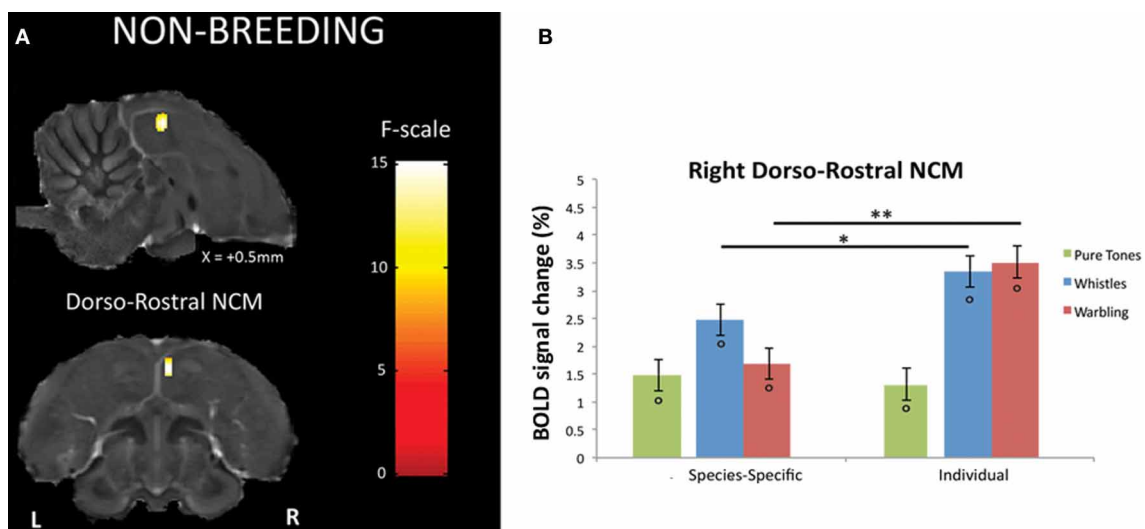 A
NON-BREEDING
F-scale
15
10
5
0
X = +0.5mm
Dorso-Rostral NCM
L
R
B
Right Dorso-Rostral NCM
BOLD signal change (%)
5
4.5
4
3.5
3
2.5
2
1.5
1
0.5
0
**
*
Pure Tones
Whistles
Warbling
Species-Specific
Individual